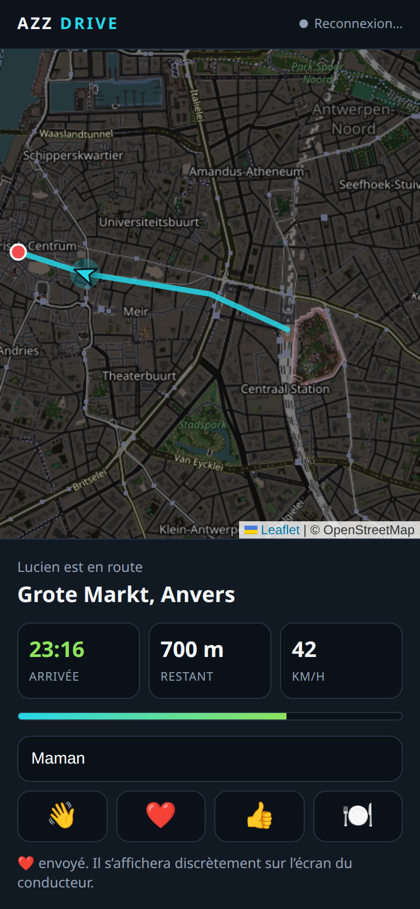 AZZ DRIVE
Reconnexion…
Park Spoor
Noord
Antwerpen-
Noord
Italiëlei
Waaslandtunnel
Schipperskwartier
Amandus-Atheneum
Seefhoek-Stuiv
Universiteitsbuurt
Centrum
Meir
Andries
Theaterbuurt
Centraal Station
Stadspark
Van Eycklei
Britselei
Klein-Antwerp
Leaflet | © OpenStreetMap
Lucien est en route
Grote Markt, Anvers
23:16
ARRIVÉE
700 m
RESTANT
42
KM/H
Maman
❤️ envoyé. Il s’affichera discrètement sur l’écran du
conducteur.